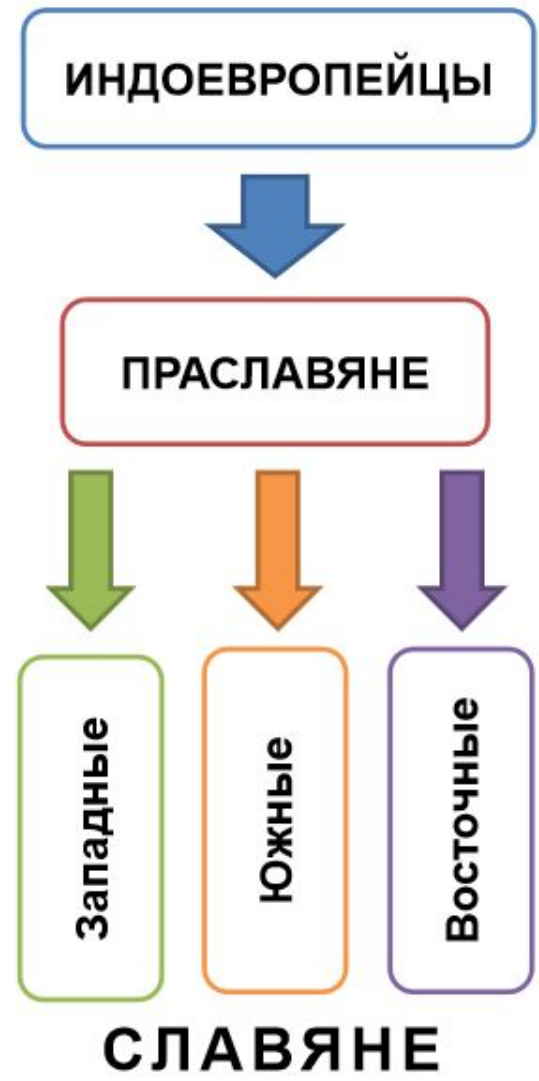 ИНДОЕВРОПЕЙЦЫ
ПРАСЛАВЯНЕ
Западные
Южные
Восточные
СЛАВЯНЕ